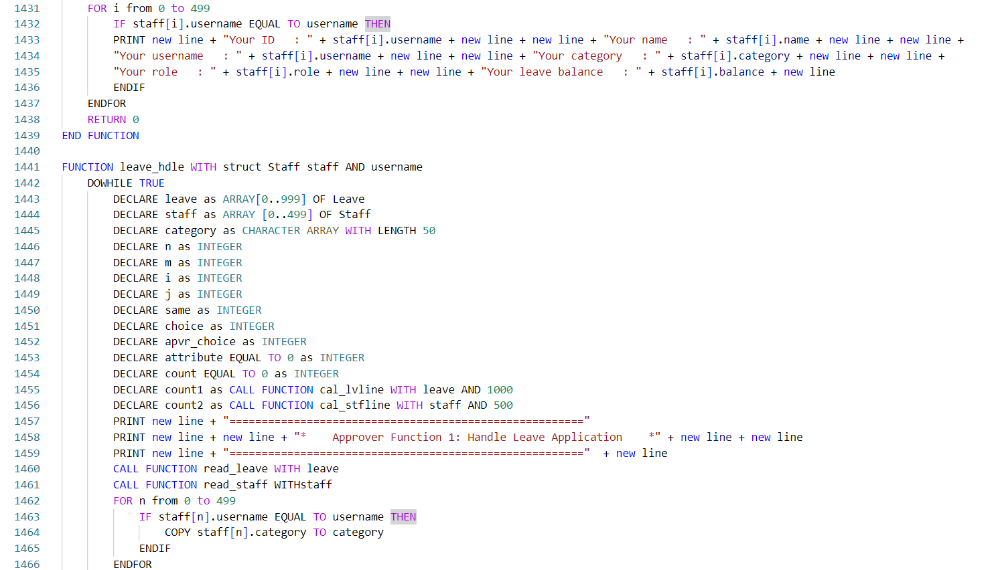 1431 FOR i from 0 to 499
1432 IF staff[i].username EQUAL TO username THEN
1433 PRINT new line + "Your ID   : " + staff[i].username + new line + new line + "Your name   : " + staff[i].name + new line + new line +
1434 "Your username   : " + staff[i].username + new line + new line + "Your category   : " + staff[i].category + new line + new line +
1435 "Your role   : " + staff[i].role + new line + new line + "Your leave balance   : " + staff[i].balance + new line
1436 ENDIF
1437 ENDFOR
1438 RETURN 0
1439 END FUNCTION
1440
1441 FUNCTION leave_hdle WITH struct Staff staff AND username
1442 DOWHILE TRUE
1443 DECLARE leave as ARRAY[0..999] OF Leave
1444 DECLARE staff as ARRAY [0..499] OF Staff
1445 DECLARE category as CHARACTER ARRAY WITH LENGTH 50
1446 DECLARE n as INTEGER
1447 DECLARE m as INTEGER
1448 DECLARE i as INTEGER
1449 DECLARE j as INTEGER
1450 DECLARE same as INTEGER
1451 DECLARE choice as INTEGER
1452 DECLARE apvr_choice as INTEGER
1453 DECLARE attribute EQUAL TO 0 as INTEGER
1454 DECLARE count EQUAL TO 0 as INTEGER
1455 DECLARE count1 as CALL FUNCTION cal_lvline WITH leave AND 1000
1456 DECLARE count2 as CALL FUNCTION cal_stfline WITH staff AND 500
1457 PRINT new line + "======================================================="
1458 PRINT new line + new line + "*    Approver Function 1: Handle Leave Application    *" + new line + new line
1459 PRINT new line + "======================================================="  + new line
1460 CALL FUNCTION read_leave WITH leave
1461 CALL FUNCTION read_staff WITHstaff
1462 FOR n from 0 to 499
1463 IF staff[n].username EQUAL TO username THEN
1464 COPY staff[n].category TO category
1465 ENDIF
1466 ENDFOR